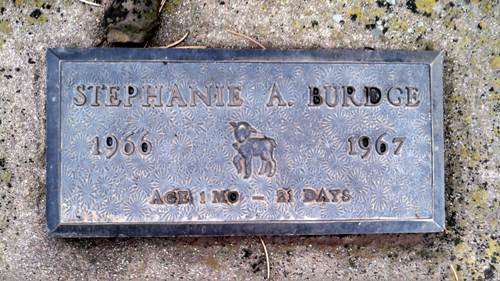 STEPHANIE A. BURDGE
1966 1967
AGE 1 MO - 21 DAYS